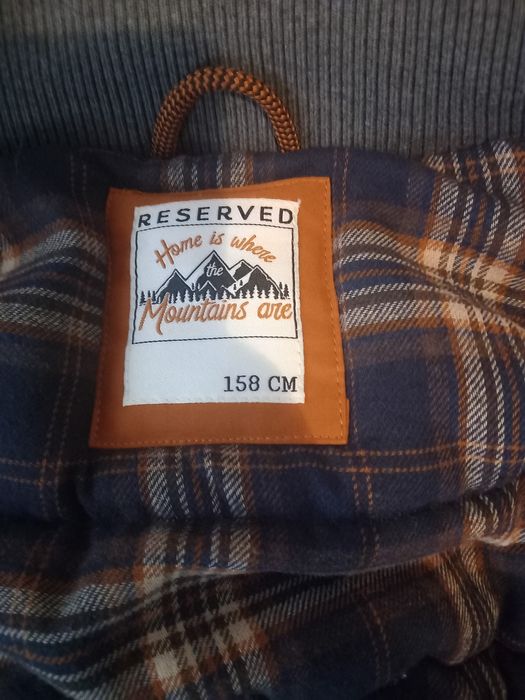 RESERVED
Home is where
the
Mountains are
158 CM